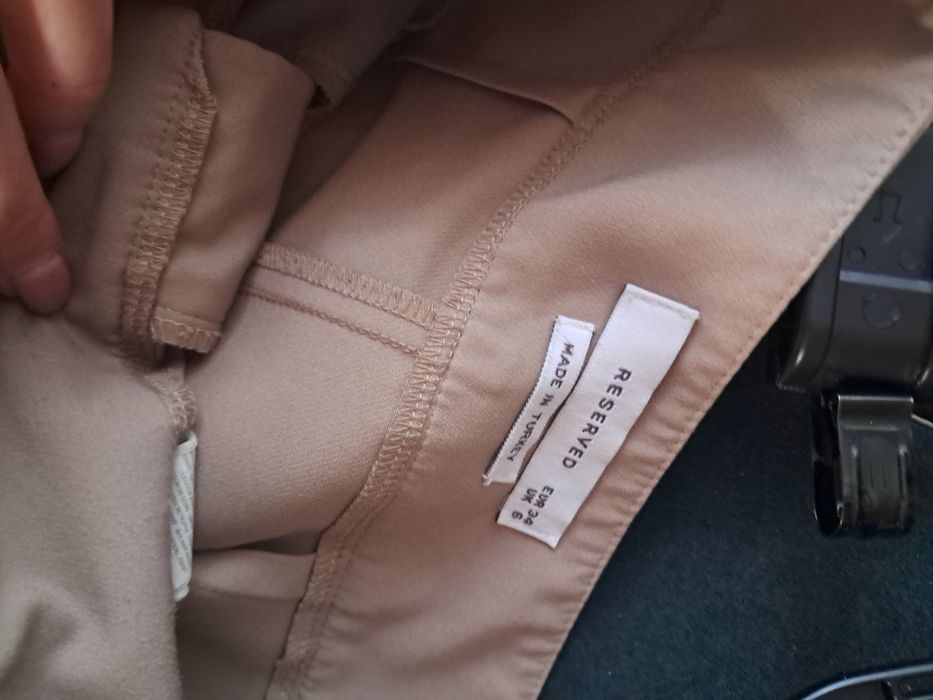 RESERVED
EUR 34
UK 6
MADE IN TURKEY